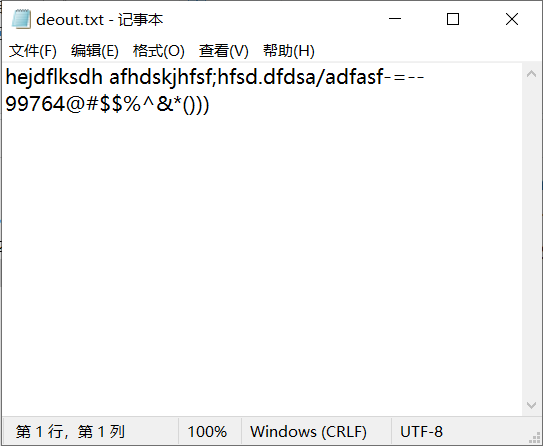 deout.txt - 记事本
文件(F) 编辑(E) 格式(O) 查看(V) 帮助(H)
hejdflksdh afhdskjhfsf;hfsd.dfdsa/adfasf-=--
99764@#$$%^&*()))
第 1 行，第 1 列 100% Windows (CRLF) UTF-8